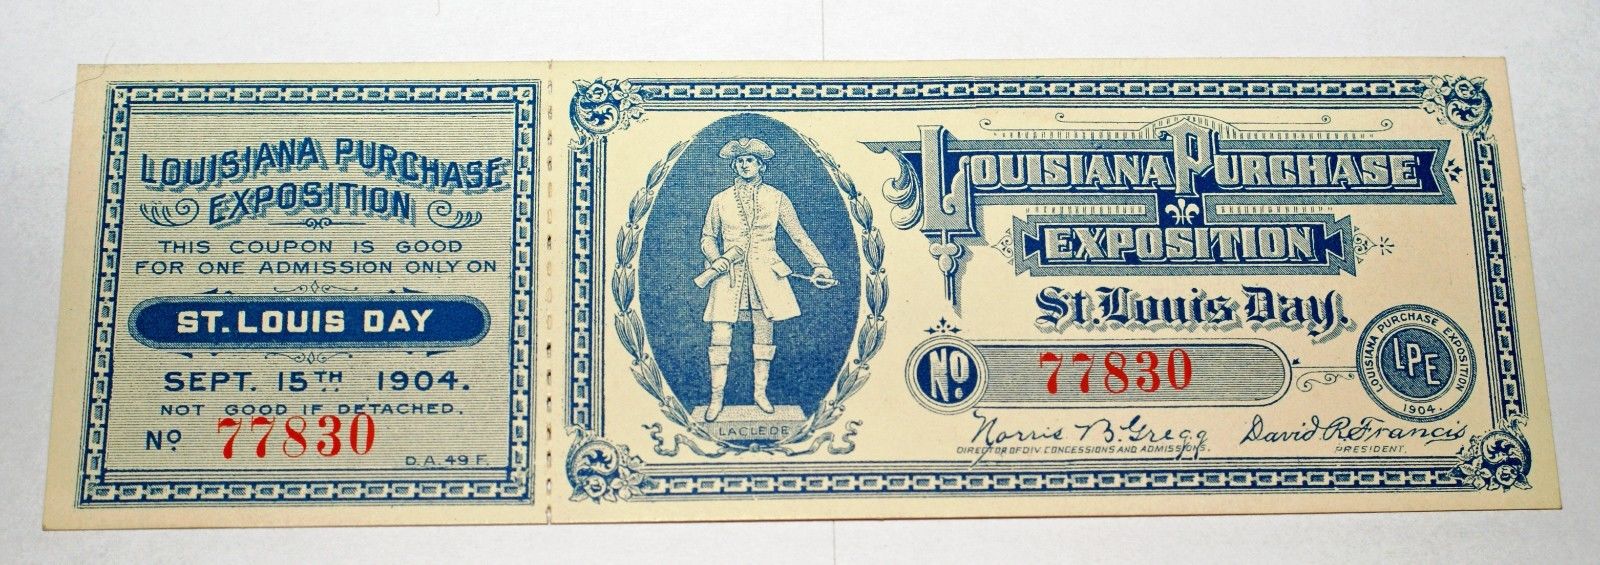 LOUISIANA PURCHASE
EXPOSITION
THIS COUPON IS GOOD
FOR ONE ADMISSION ONLY ON
ST. LOUIS DAY
SEPT. 15TH 1904.
NOT GOOD IF DETACHED.
No 77830
D.A. 49 F.
LACLEDE
LOUISIANA PURCHASE
EXPOSITION
St. Louis Day.
No. 77830
LOUISIANA PURCHASE EXPOSITION
LPE
1904.
Norris B. Gregg
DIRECTOR OF DIV. CONCESSIONS AND ADMISSIONS.
David R. Francis
PRESIDENT.